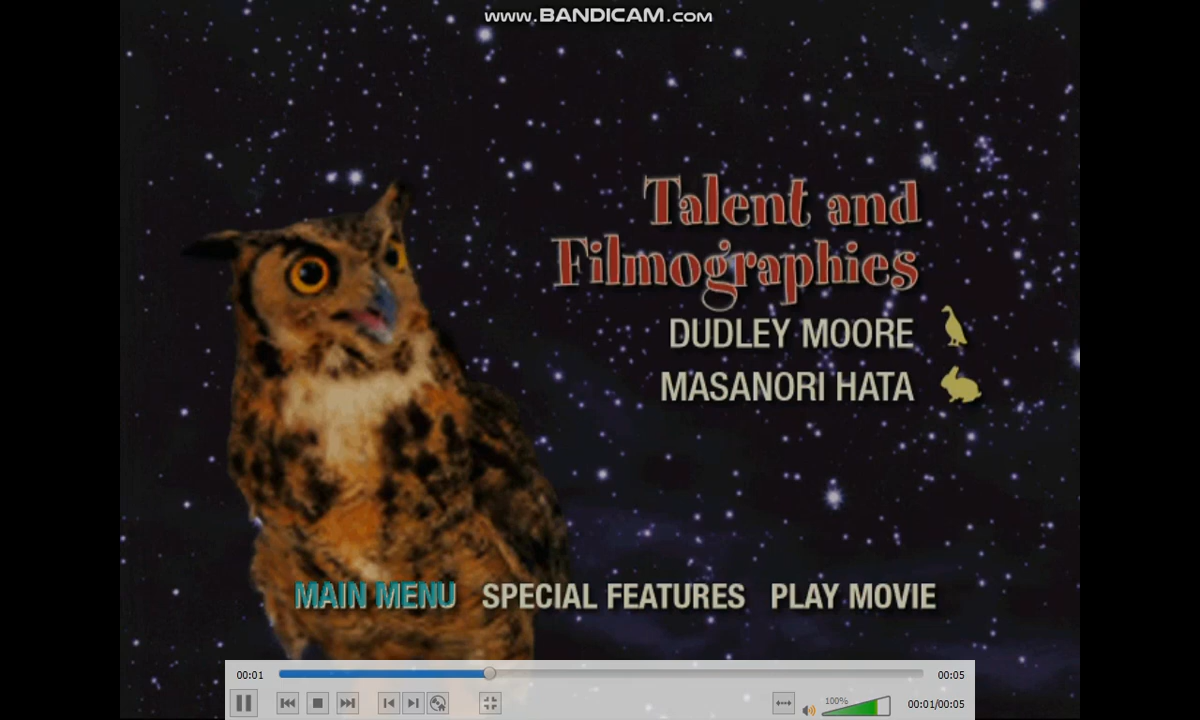 www.BANDICAM.com
Talent and
Filmographies
DUDLEY MOORE
MASANORI HATA
MAIN MENU SPECIAL FEATURES PLAY MOVIE
00:01 00:05
100%
00:01/00:05